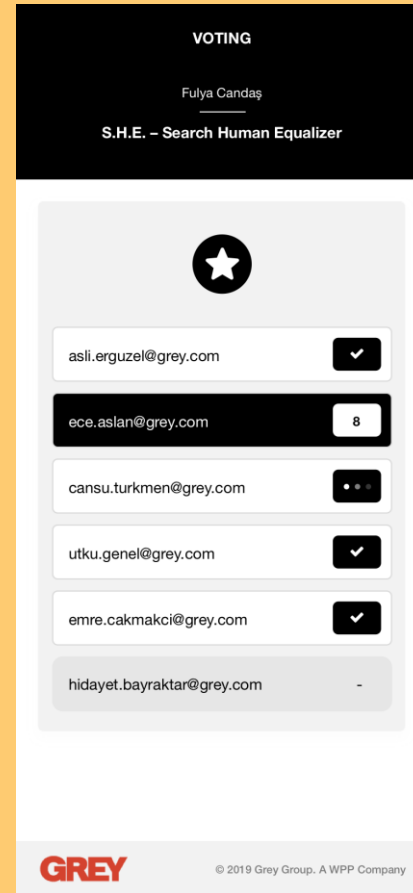 VOTING
Fulya Candaş
S.H.E. – Search Human Equalizer
asli.erguzel@grey.com
ece.aslan@grey.com 8
cansu.turkmen@grey.com
utku.genel@grey.com
emre.cakmakci@grey.com
hidayet.bayraktar@grey.com -
GREY © 2019 Grey Group. A WPP Company